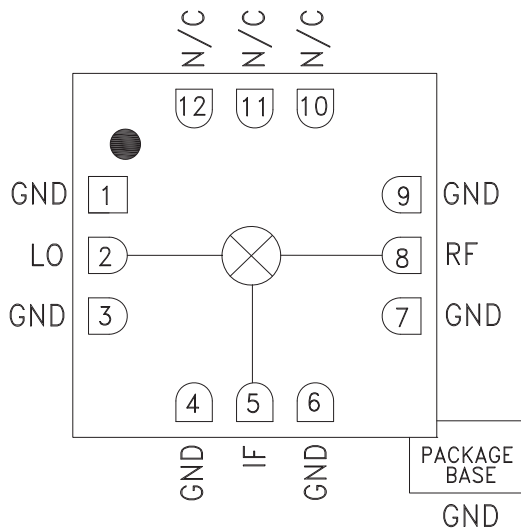 N/C N/C N/C
12 11 10
GND 1 9 GND
LO 2 8 RF
GND 3 7 GND
4 5 6
GND IF GND
PACKAGE
BASE
GND